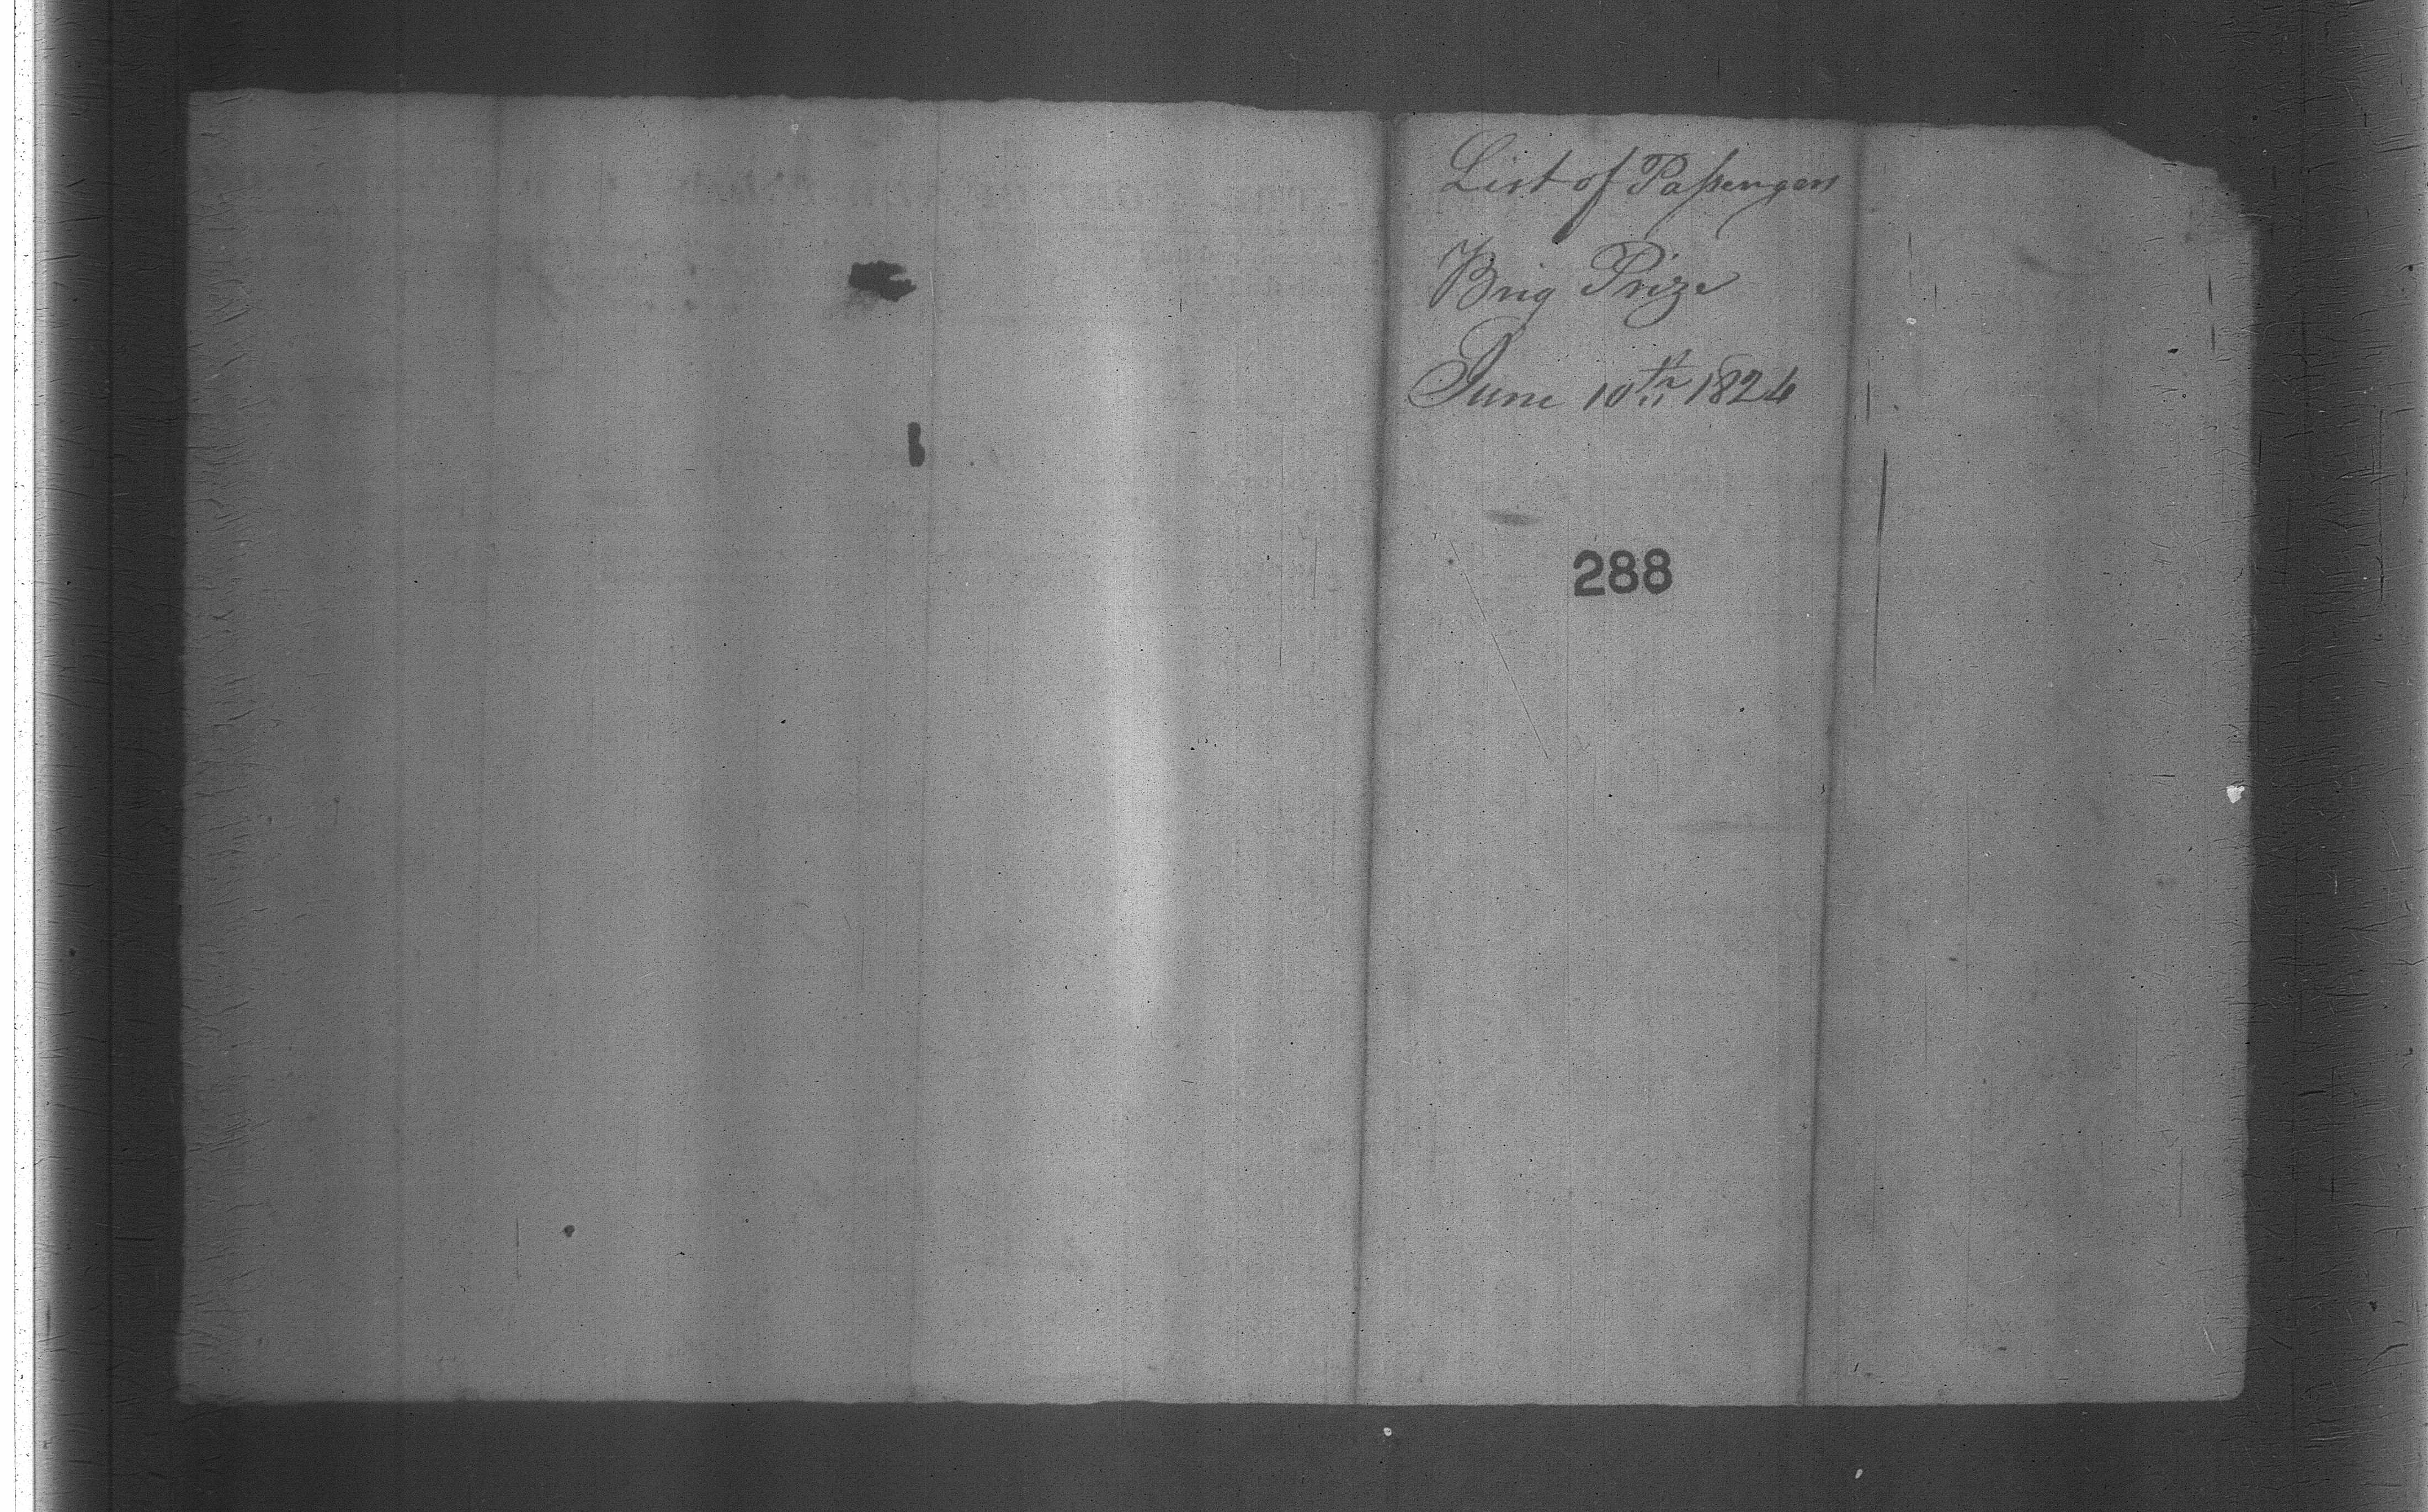 List of Passengers
Brig Prize
June 10th 1824
288